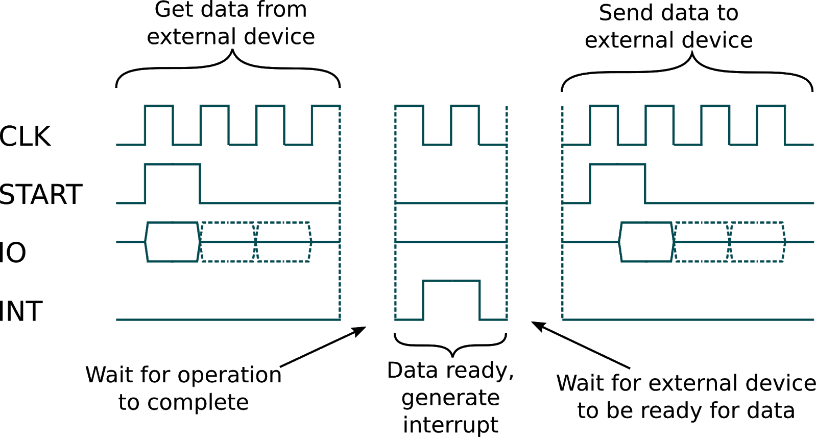 Get data from
external device
Send data to
external device
CLK
START
IO
INT
Wait for operation
to complete
Data ready,
generate
interrupt
Wait for external device
to be ready for data